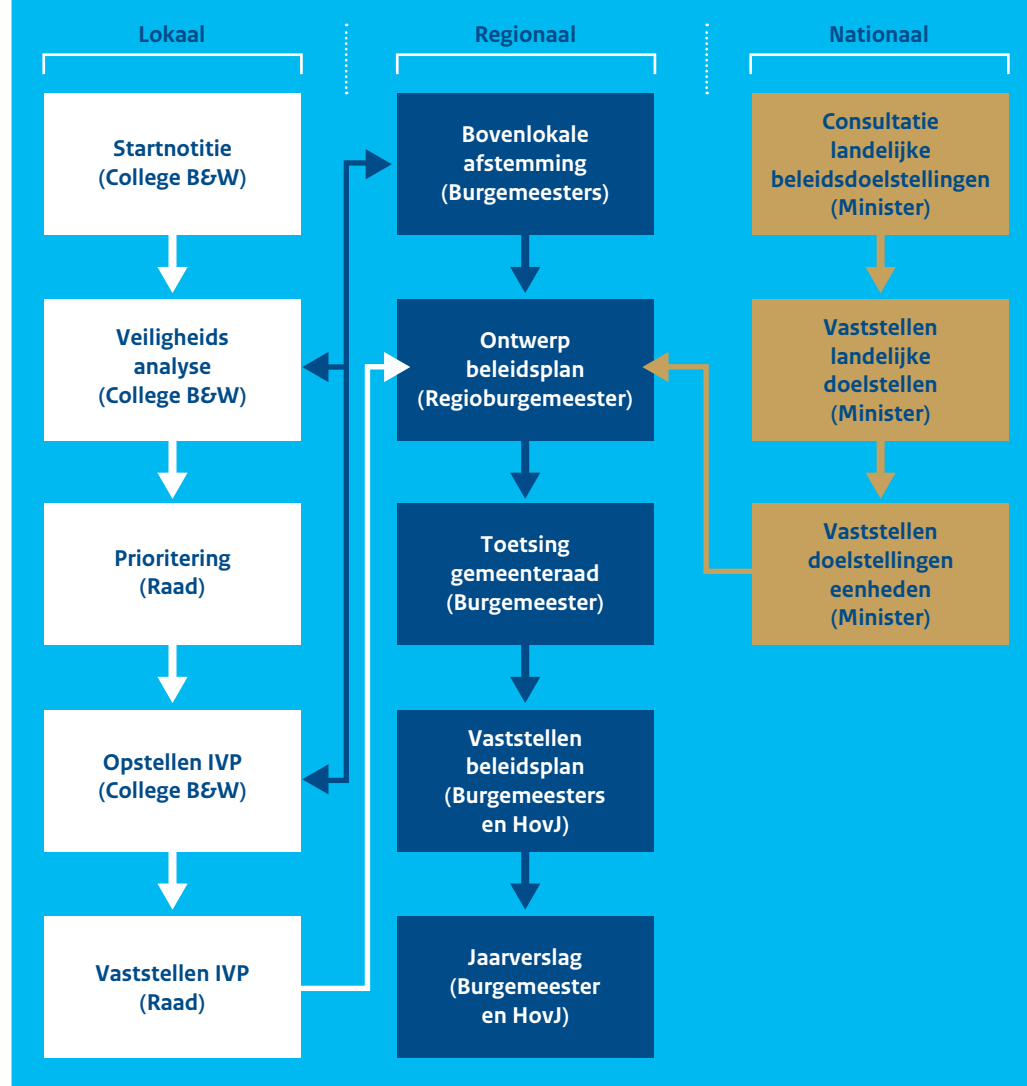 Lokaal
Startnotitie
(College B&W)
Veiligheids
analyse
(College B&W)
Prioritering
(Raad)
Opstellen IVP
(College B&W)
Vaststellen IVP
(Raad)
Regionaal
Bovenlokale
afstemming
(Burgemeesters)
Ontwerp
beleidsplan
(Regioburgemeester)
Toetsing
gemeenteraad
(Burgemeester)
Vaststellen
beleidsplan
(Burgemeesters
en HovJ)
Jaarverslag
(Burgemeester
en HovJ)
Nationaal
Consultatie
landelijke
beleidsdoelstellingen
(Minister)
Vaststellen
landelijke
doelstellen
(Minister)
Vaststellen
doelstellingen
eenheden
(Minister)